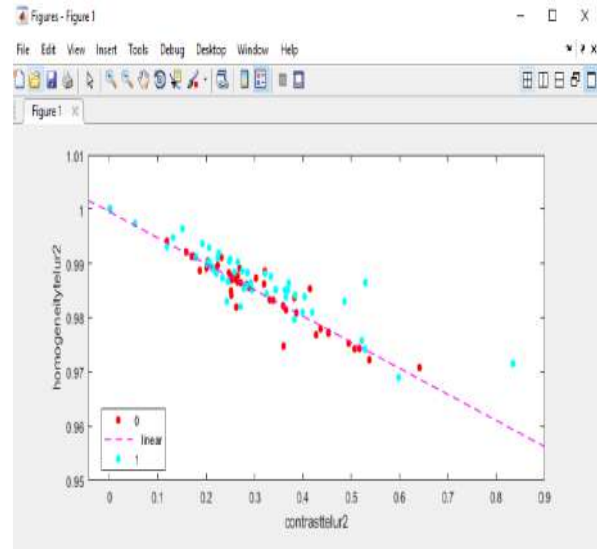 Figures - Figure 1
File Edit View Insert Tools Debug Desktop Window Help
Figure 1
1.01
1
0.99
0.98
0.97
0.96
0.95
homogeneitytelur2
0
linear
1
0 0.1 0.2 0.3 0.4 0.5 0.6 0.7 0.8 0.9
contrasttelur2